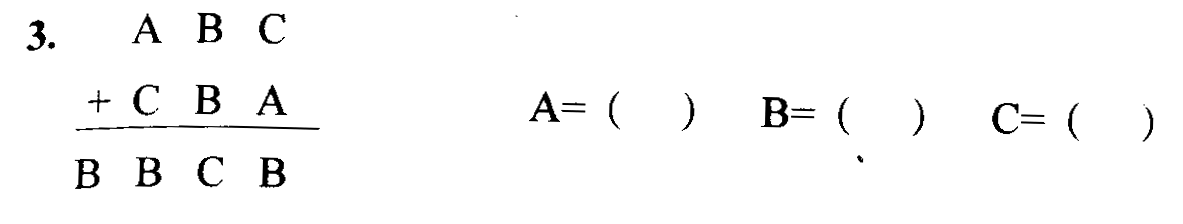 3. A B C
+ C B A
A= (  ) B= (  ) C= (  )
B B C B